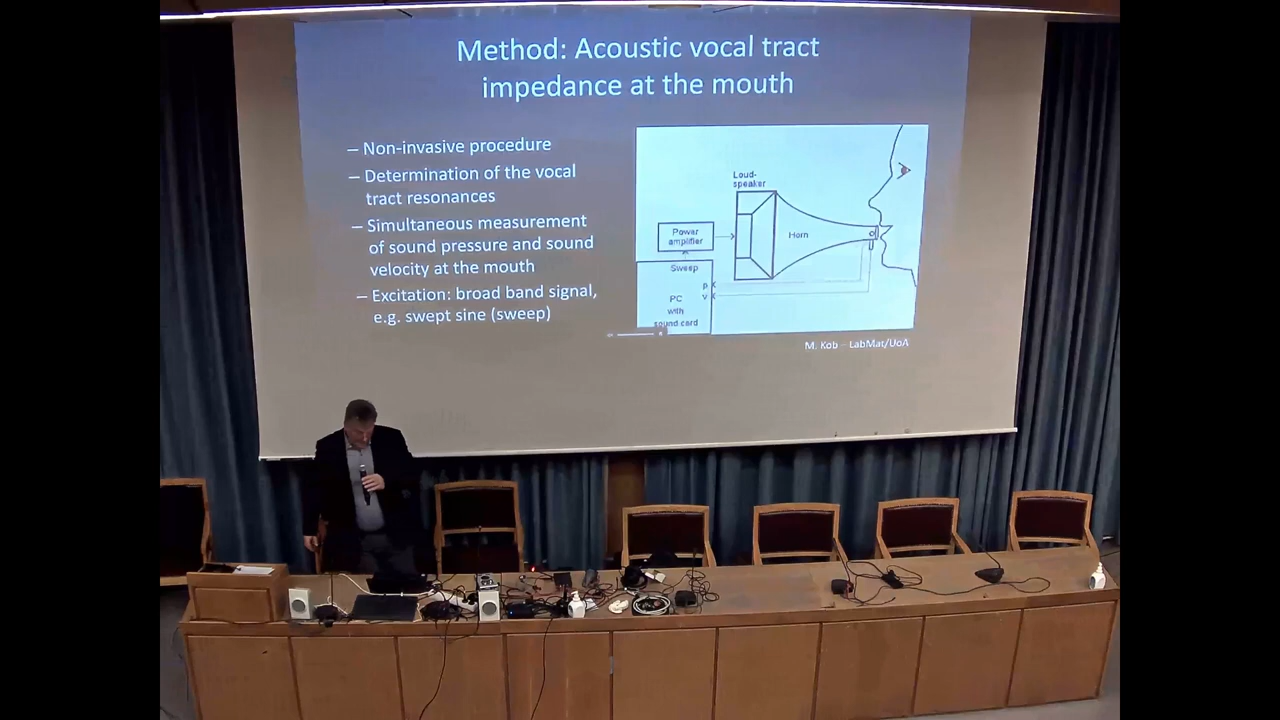 Method: Acoustic vocal tract
impedance at the mouth
– Non-invasive procedure
– Determination of the vocal
tract resonances
– Simultaneous measurement
of sound pressure and sound
velocity at the mouth
– Excitation: broad band signal,
e.g. swept sine (sweep)
Loud-
speaker
Power
amplifier
Horn
Sweep
p
v
PC
with
sound card
M. Kob – LabMat/UoA